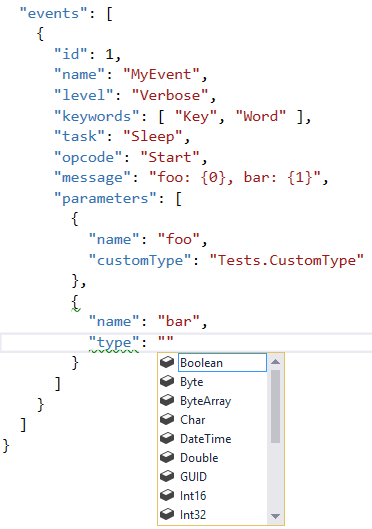 "events": [
{
"id": 1,
"name": "MyEvent",
"level": "Verbose",
"keywords": [ "Key", "Word" ],
"task": "Sleep",
"opcode": "Start",
"message": "foo: {0}, bar: {1}",
"parameters": [
{
"name": "foo",
"customType": "Tests.CustomType"
},
{
"name": "bar",
"type": ""
}
]
}
]
}
Boolean
Byte
ByteArray
Char
DateTime
Double
GUID
Int16
Int32